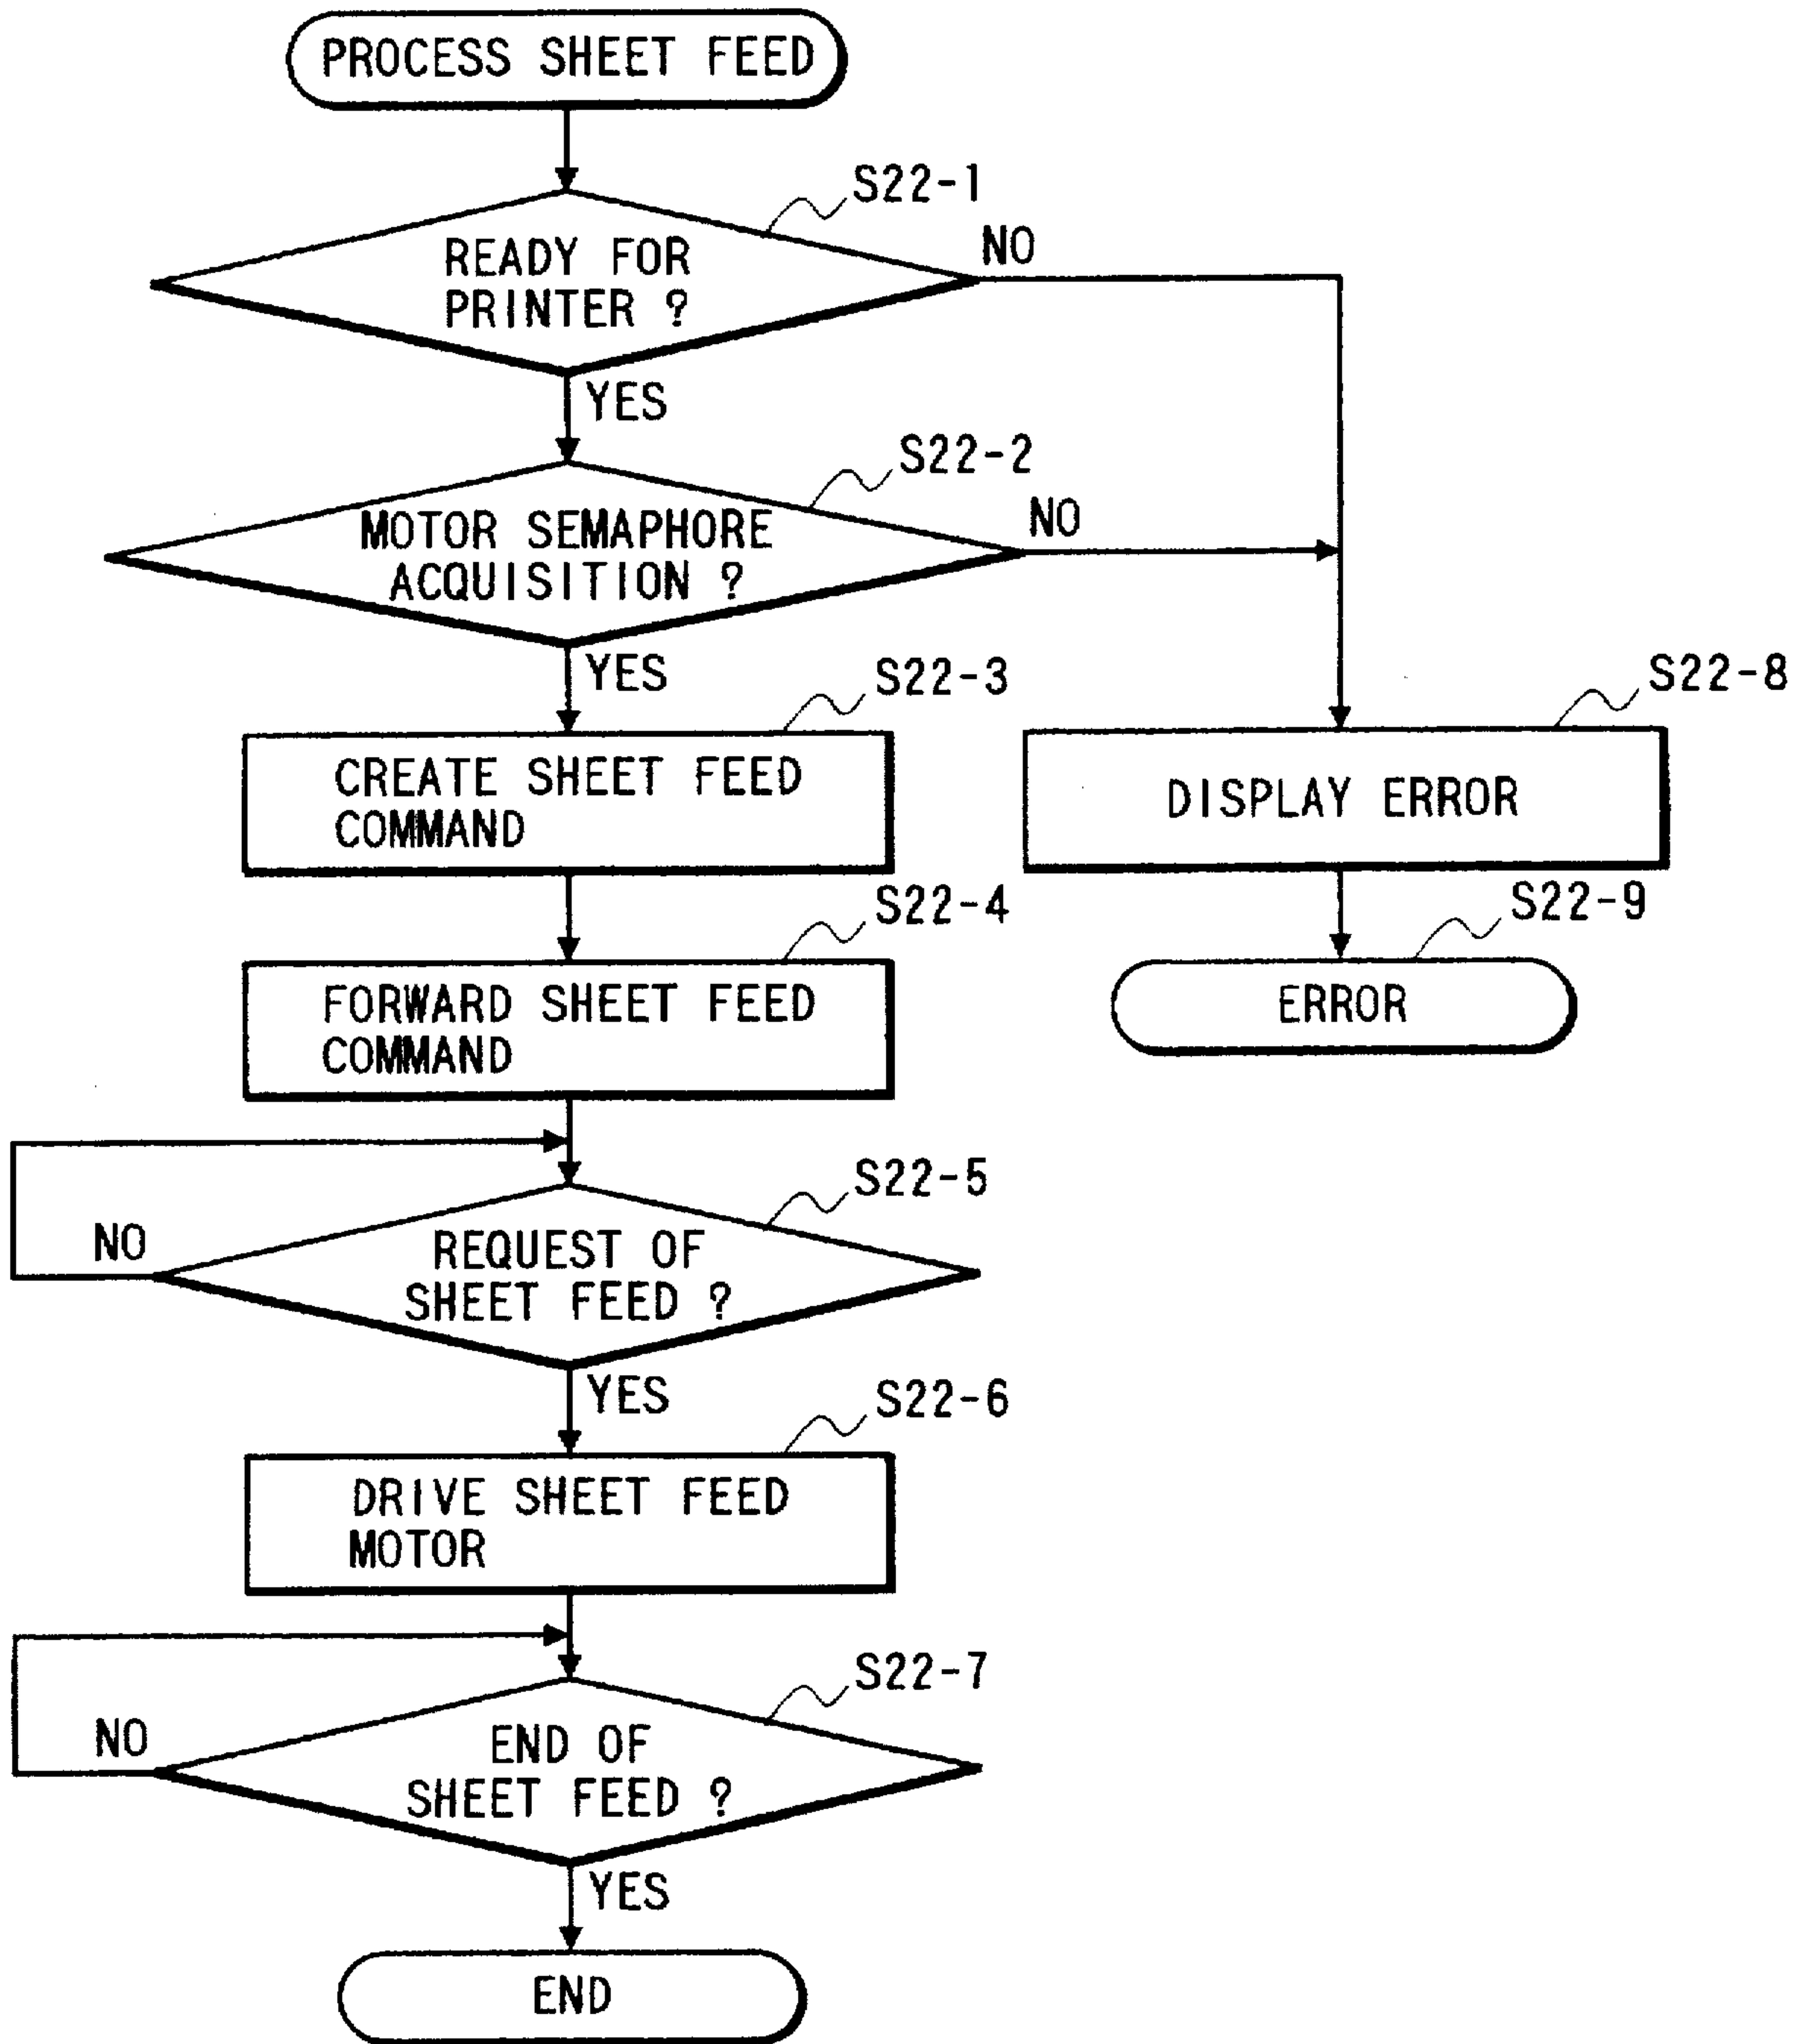 PROCESS SHEET FEED
S22-1
READY FOR
PRINTER ?
NO
YES
S22-2
MOTOR SEMAPHORE
ACQUISITION ?
NO
YES
S22-3
CREATE SHEET FEED
COMMAND
S22-8
DISPLAY ERROR
S22-4
FORWARD SHEET FEED
COMMAND
S22-9
ERROR
S22-5
REQUEST OF
SHEET FEED ?
NO
YES
S22-6
DRIVE SHEET FEED
MOTOR
S22-7
END OF
SHEET FEED ?
NO
YES
END